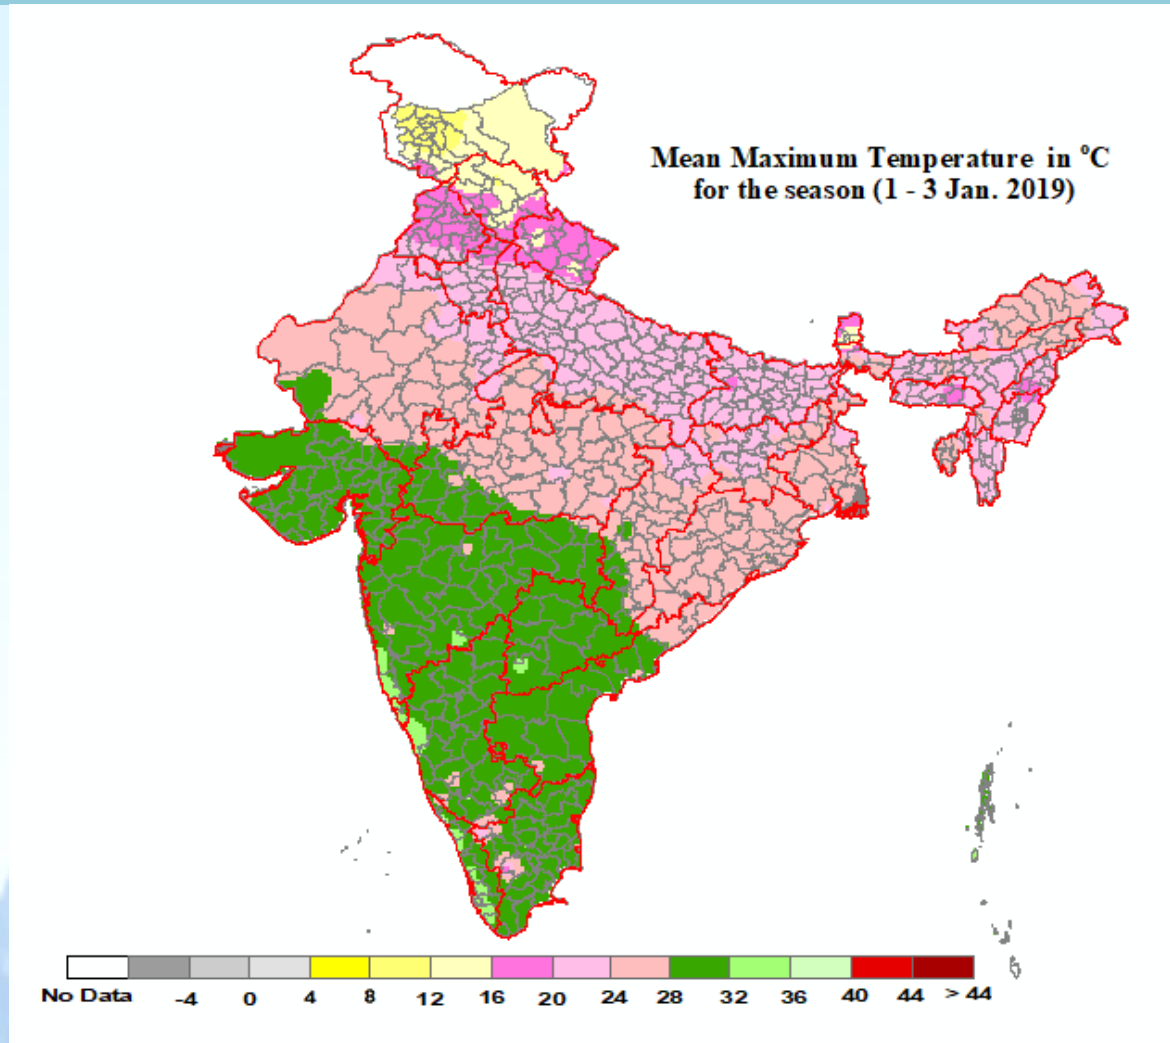 Mean Maximum Temperature in °C
for the season (1 - 3 Jan. 2019)
No Data -4 0 4 8 12 16 20 24 28 32 36 40 44 > 44